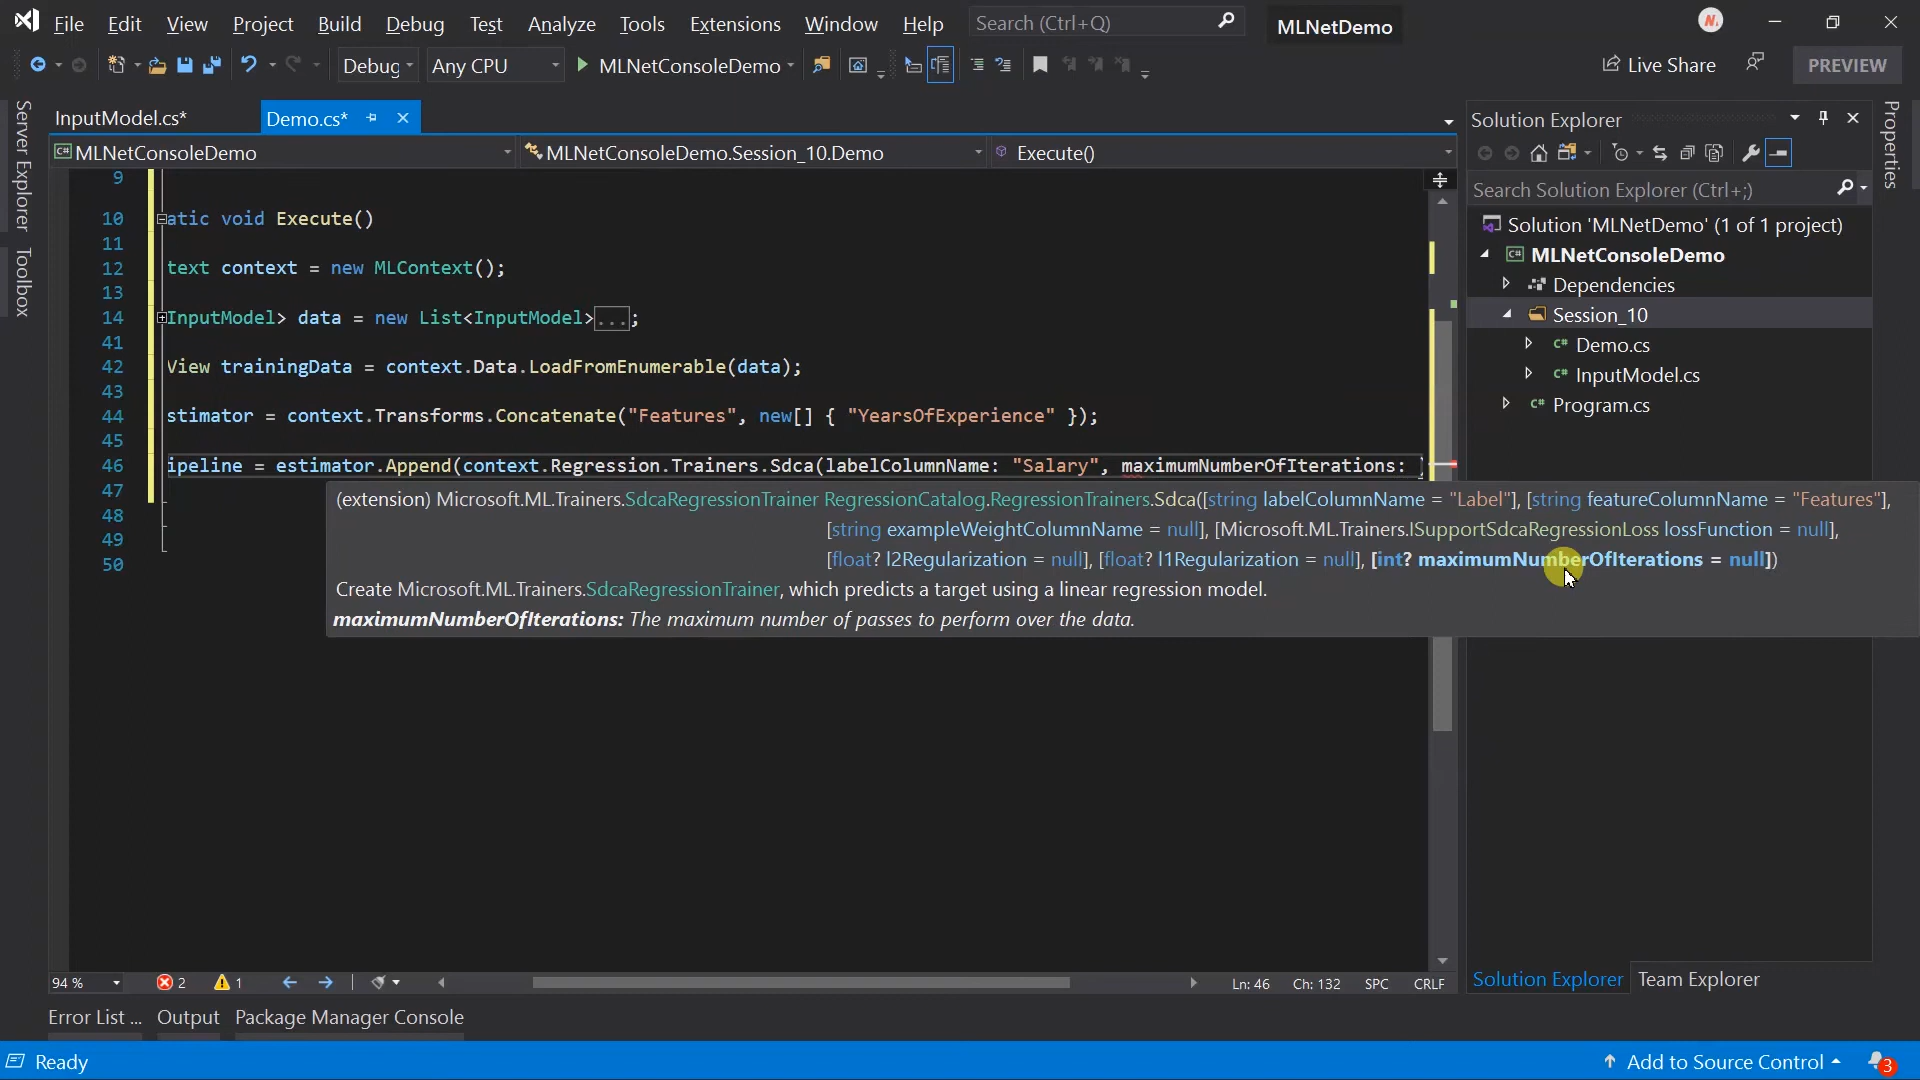 File Edit View Project Build Debug Test Analyze Tools Extensions Window Help Search (Ctrl+Q) MLNetDemo
Debug Any CPU MLNetConsoleDemo Live Share PREVIEW
Server Explorer
Toolbox
InputModel.cs* Demo.cs*
MLNetConsoleDemo MLNetConsoleDemo.Session_10.Demo Execute()
9
10 atic void Execute()
11
12 text context = new MLContext();
13
14 InputModel> data = new List<InputModel>...;
41
42 View trainingData = context.Data.LoadFromEnumerable(data);
43
44 stimator = context.Transforms.Concatenate("Features", new[] { "YearsOfExperience" });
45
46 ipeline = estimator.Append(context.Regression.Trainers.Sdca(labelColumnName: "Salary", maximumNumberOfIterations:
47
48
49
50
(extension) Microsoft.ML.Trainers.SdcaRegressionTrainer RegressionCatalog.RegressionTrainers.Sdca([string labelColumnName = "Label"], [string featureColumnName = "Features"],
[string exampleWeightColumnName = null], [Microsoft.ML.Trainers.ISupportSdcaRegressionLoss lossFunction = null],
[float? l2Regularization = null], [float? l1Regularization = null], [int? maximumNumberOfIterations = null])
Create Microsoft.ML.Trainers.SdcaRegressionTrainer, which predicts a target using a linear regression model.
maximumNumberOfIterations: The maximum number of passes to perform over the data.
Solution Explorer
Search Solution Explorer (Ctrl+;)
Solution 'MLNetDemo' (1 of 1 project)
MLNetConsoleDemo
Dependencies
Session_10
C# Demo.cs
C# InputModel.cs
C# Program.cs
Properties
Solution Explorer Team Explorer
94 % 2 1 Ln: 46 Ch: 132 SPC CRLF
Error List ... Output Package Manager Console
Ready Add to Source Control 3